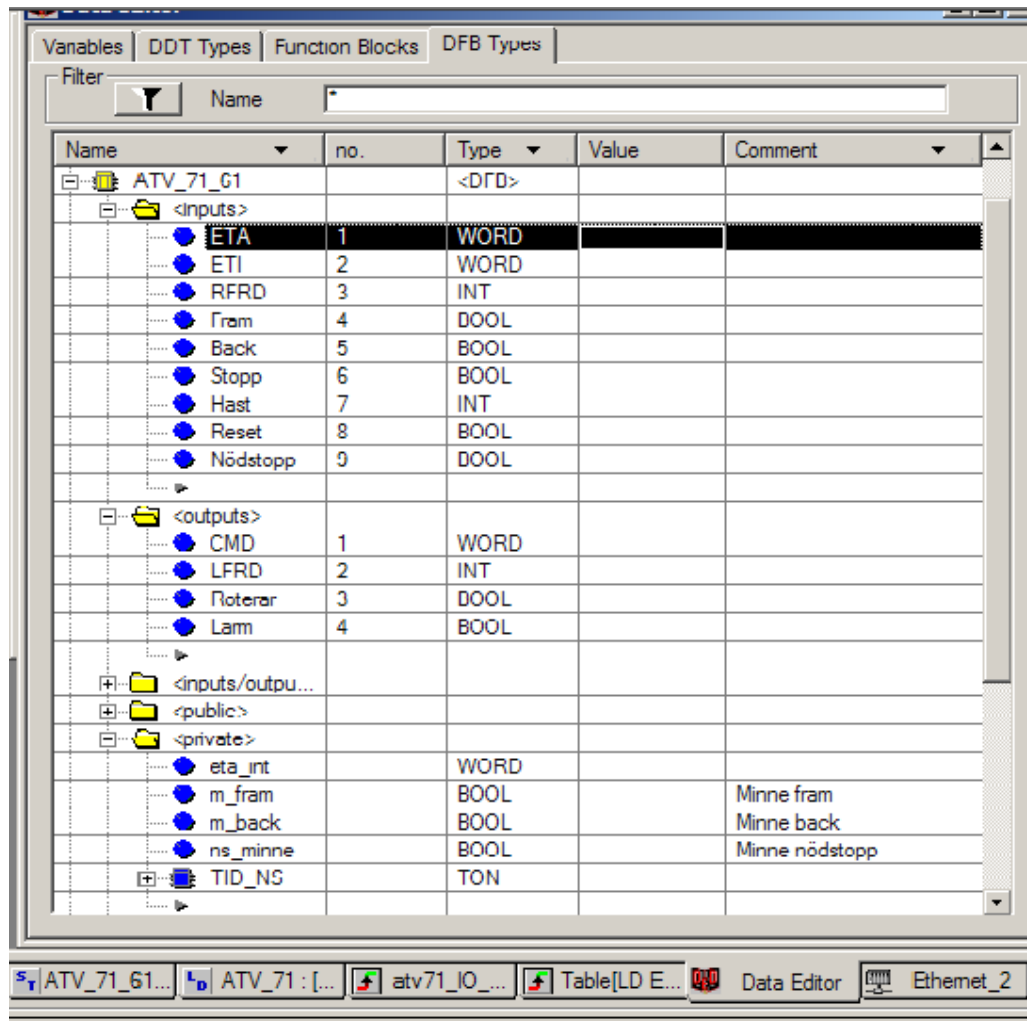 Variables DDT Types Function Blocks DFB Types
Filter
Name *
Name no. Type Value Comment
ATV_71_61 <DFB>
<inputs>
ETA 1 WORD
ETI 2 WORD
RFRD 3 INT
Fram 4 BOOL
Back 5 BOOL
Stopp 6 BOOL
Hast 7 INT
Reset 8 BOOL
Nödstopp 9 BOOL
<outputs>
CMD 1 WORD
LFRD 2 INT
Roterar 3 BOOL
Larm 4 BOOL
<inputs/outpu...
<public>
<private>
eta_int WORD
m_fram BOOL Minne fram
m_back BOOL Minne back
ns_minne BOOL Minne nödstopp
TID_NS TON
ATV_71_61... ATV_71 : [... atv71_IO_... Table[LD E... Data Editor Ethernet_2